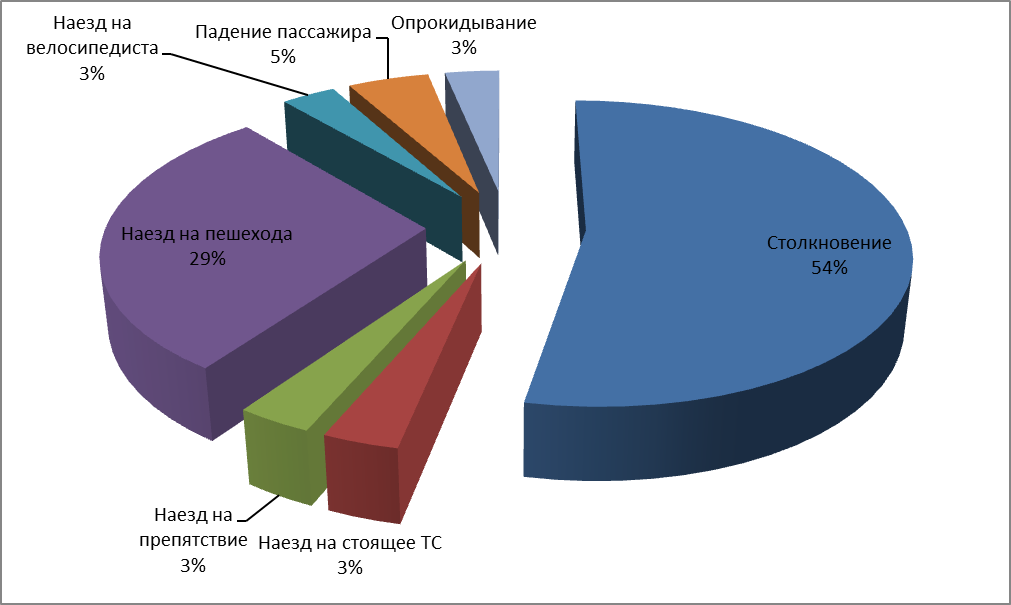 Наезд на
велосипедиста
3%
Падение пассажира
5%
Опрокидывание
3%
Столкновение
54%
Наезд на пешехода
29%
Наезд на
препятствие
3%
Наезд на стоящее ТС
3%